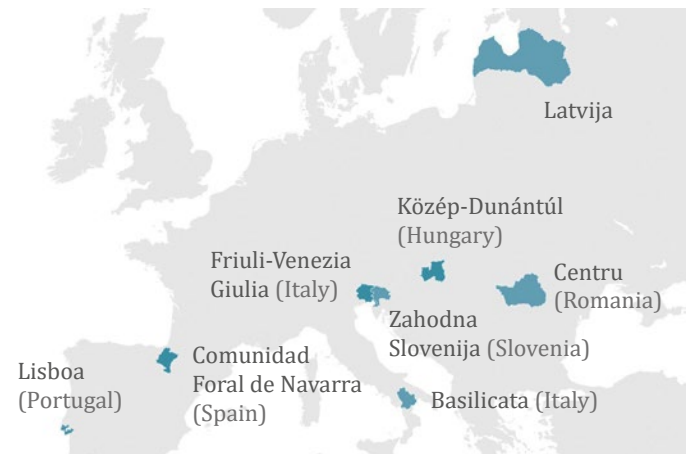 Latvija
Közép-Dunántúl
(Hungary)
Friuli-Venezia
Giulia (Italy)
Centru
(Romania)
Zahodna
Slovenija (Slovenia)
Comunidad
Foral de Navarra
(Spain)
Lisboa
(Portugal)
Basilicata (Italy)